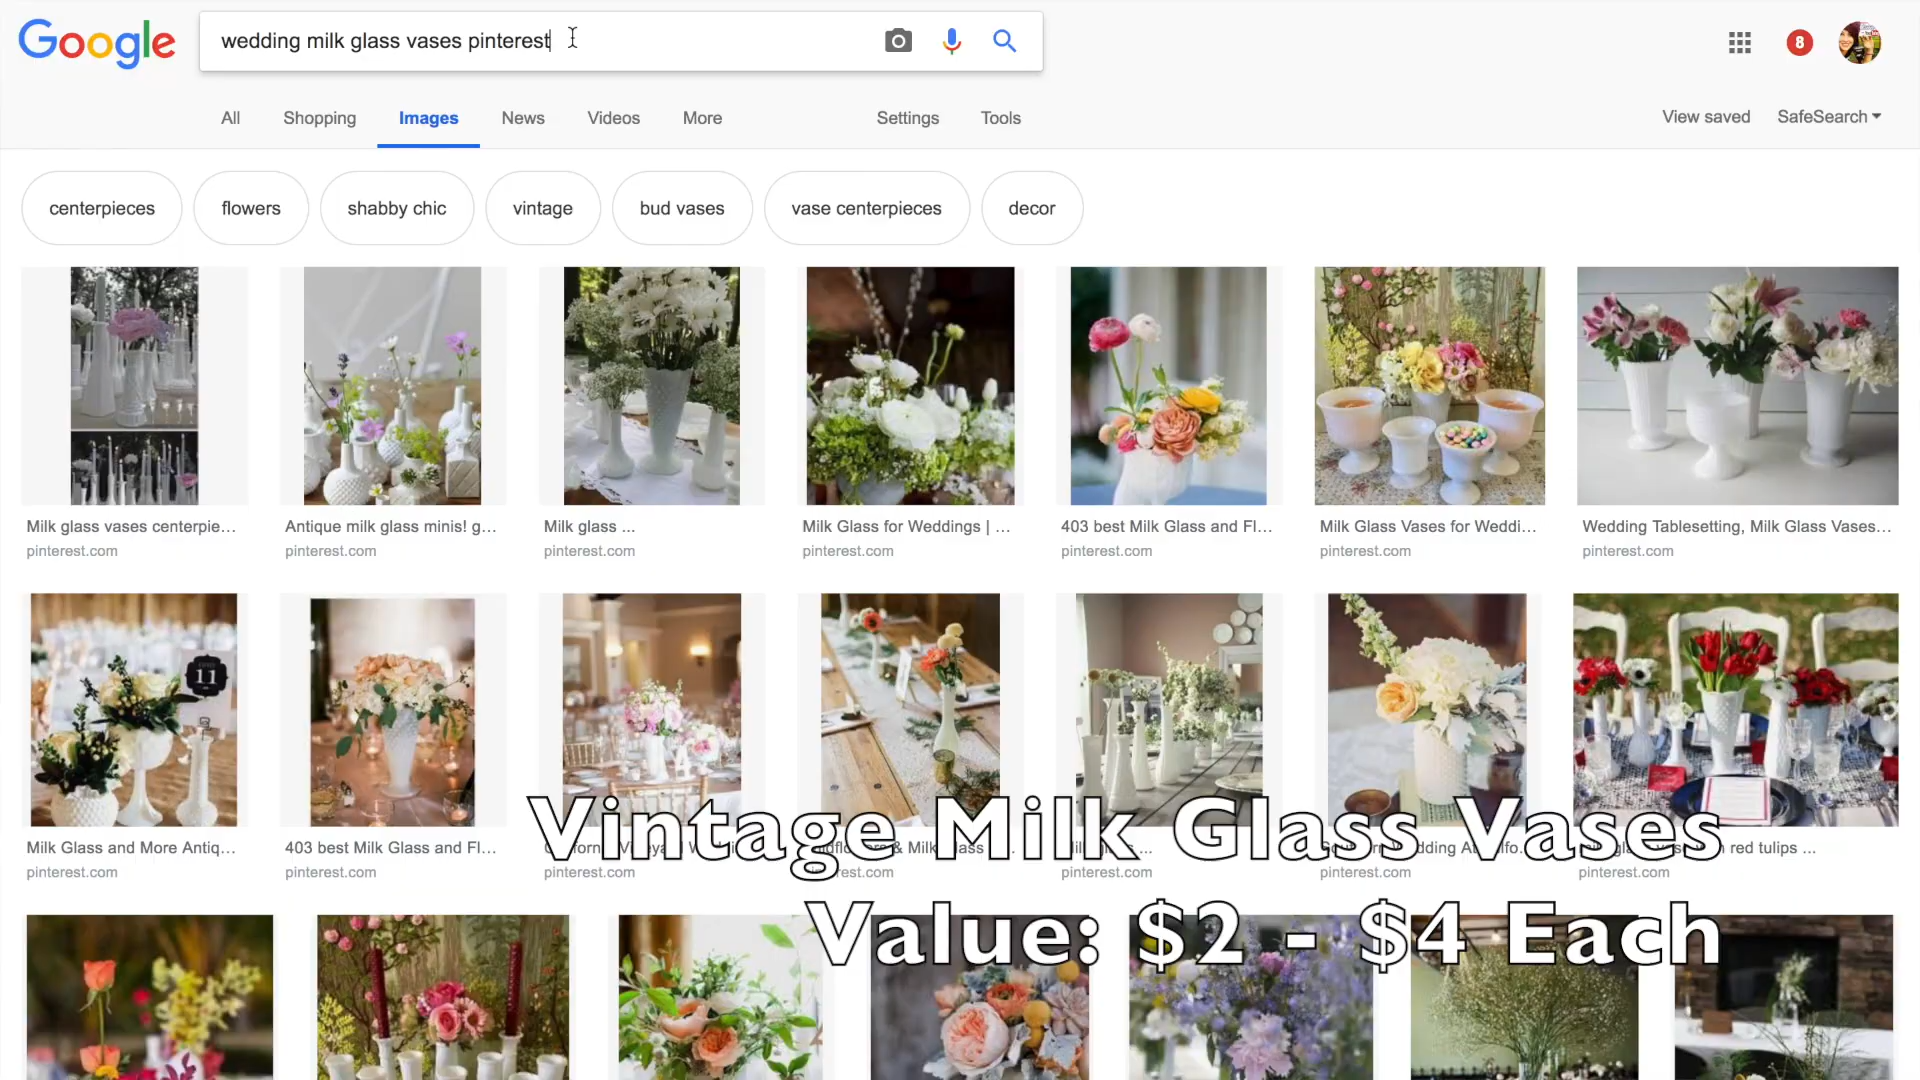 Google
wedding milk glass vases pinterest
8
All Shopping Images News Videos More Settings Tools
View saved SafeSearch
centerpieces flowers shabby chic vintage bud vases vase centerpieces decor
Milk glass vases centerpie... Antique milk glass minis! g... Milk glass ... Milk Glass for Weddings | ... 403 best Milk Glass and Fl... Milk Glass Vases for Weddi... Wedding Tablesetting, Milk Glass Vases...
pinterest.com pinterest.com pinterest.com pinterest.com pinterest.com pinterest.com pinterest.com
11
Milk Glass and More Antiq... 403 best Milk Glass and Fl... & Milk red tulips ...
pinterest.com pinterest.com pinterest.com pinterest.com pinterest.com pinterest.com
Vintage Milk Glass Vases
Value: $2 - $4 Each